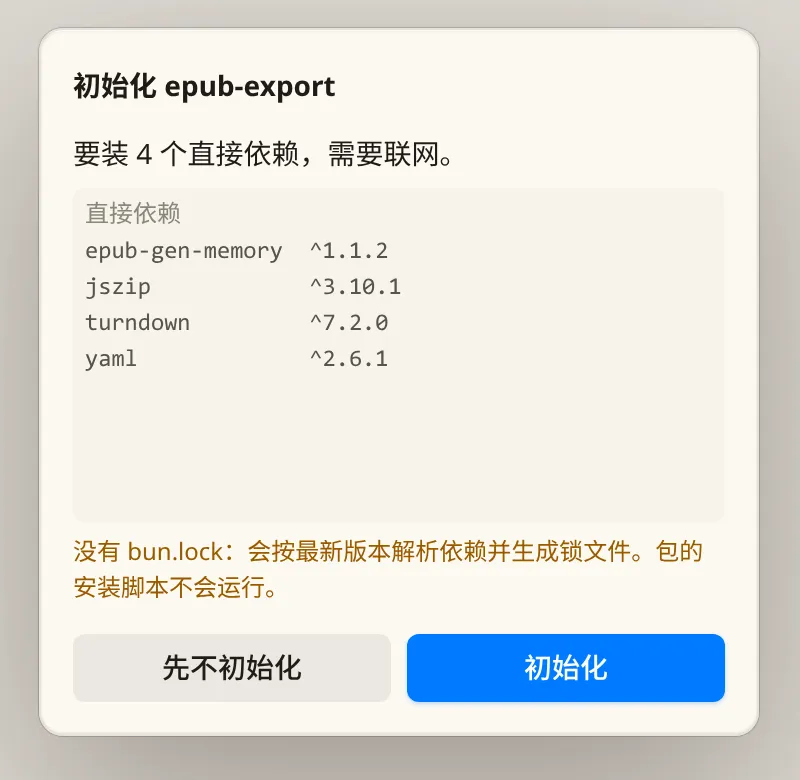 初始化 epub-export
要装 4 个直接依赖，需要联网。
直接依赖
epub-gen-memory ^1.1.2
jszip ^3.10.1
turndown ^7.2.0
yaml ^2.6.1
没有 bun.lock：会按最新版本解析依赖并生成锁文件。包的
安装脚本不会运行。
先不初始化 初始化